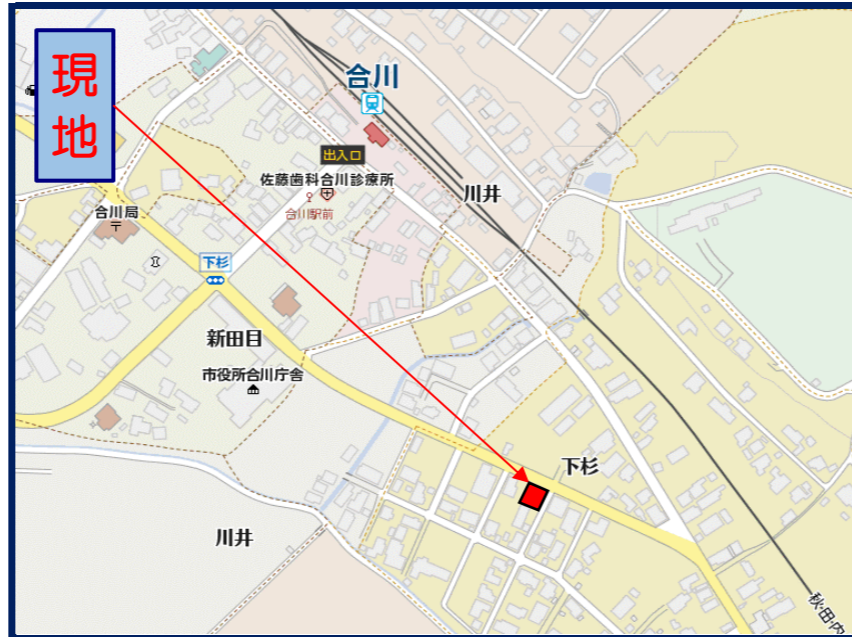 現
地
合川
出入口
佐藤歯科合川診療所
川井
合川駅前
合川局
下杉
新田目
市役所合川庁舎
下杉
川井
秋・田・内